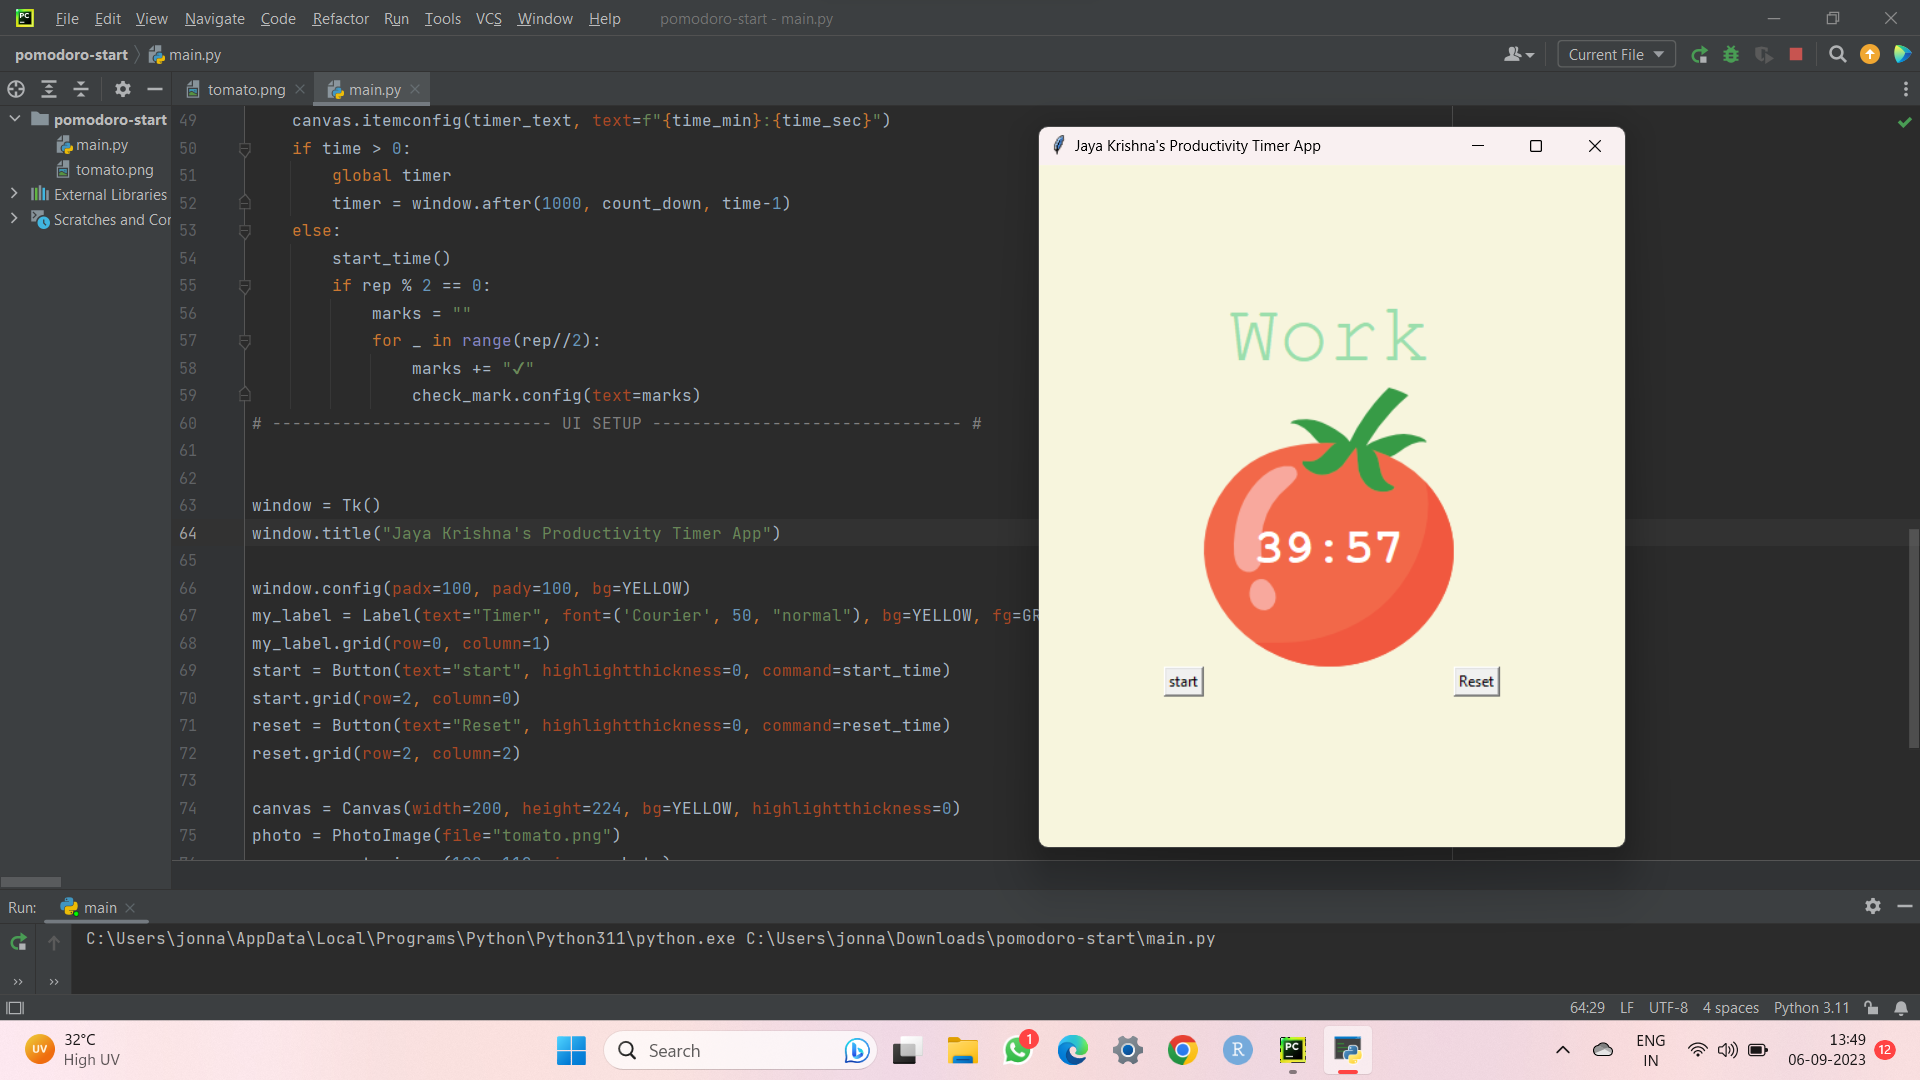 File Edit View Navigate Code Refactor Run Tools VCS Window Help pomodoro-start - main.py
pomodoro-start main.py
Current File
tomato.png main.py
pomodoro-start
main.py
tomato.png
External Libraries
Scratches and Cor
49 canvas.itemconfig(timer_text, text=f"{time_min}:{time_sec}")
50 if time > 0:
51 global timer
52 timer = window.after(1000, count_down, time-1)
53 else:
54 start_time()
55 if rep % 2 == 0:
56 marks = ""
57 for _ in range(rep//2):
58 marks += "✓"
59 check_mark.config(text=marks)
60 # ---------------------------- UI SETUP ------------------------------- #
61
62
63 window = Tk()
64 window.title("Jaya Krishna's Productivity Timer App")
65
66 window.config(padx=100, pady=100, bg=YELLOW)
67 my_label = Label(text="Timer", font=('Courier', 50, "normal"), bg=YELLOW, fg=GR
68 my_label.grid(row=0, column=1)
69 start = Button(text="start", highlightthickness=0, command=start_time)
70 start.grid(row=2, column=0)
71 reset = Button(text="Reset", highlightthickness=0, command=reset_time)
72 reset.grid(row=2, column=2)
73
74 canvas = Canvas(width=200, height=224, bg=YELLOW, highlightthickness=0)
75 photo = PhotoImage(file="tomato.png")
Jaya Krishna's Productivity Timer App
Work
39:57
start Reset
Run: main
C:\Users\jonna\AppData\Local\Programs\Python\Python311\python.exe C:\Users\jonna\Downloads\pomodoro-start\main.py
64:29 LF UTF-8 4 spaces Python 3.11
UV
32°C
High UV
Search
1
R
PC
ENG
IN
13:49
06-09-2023
12